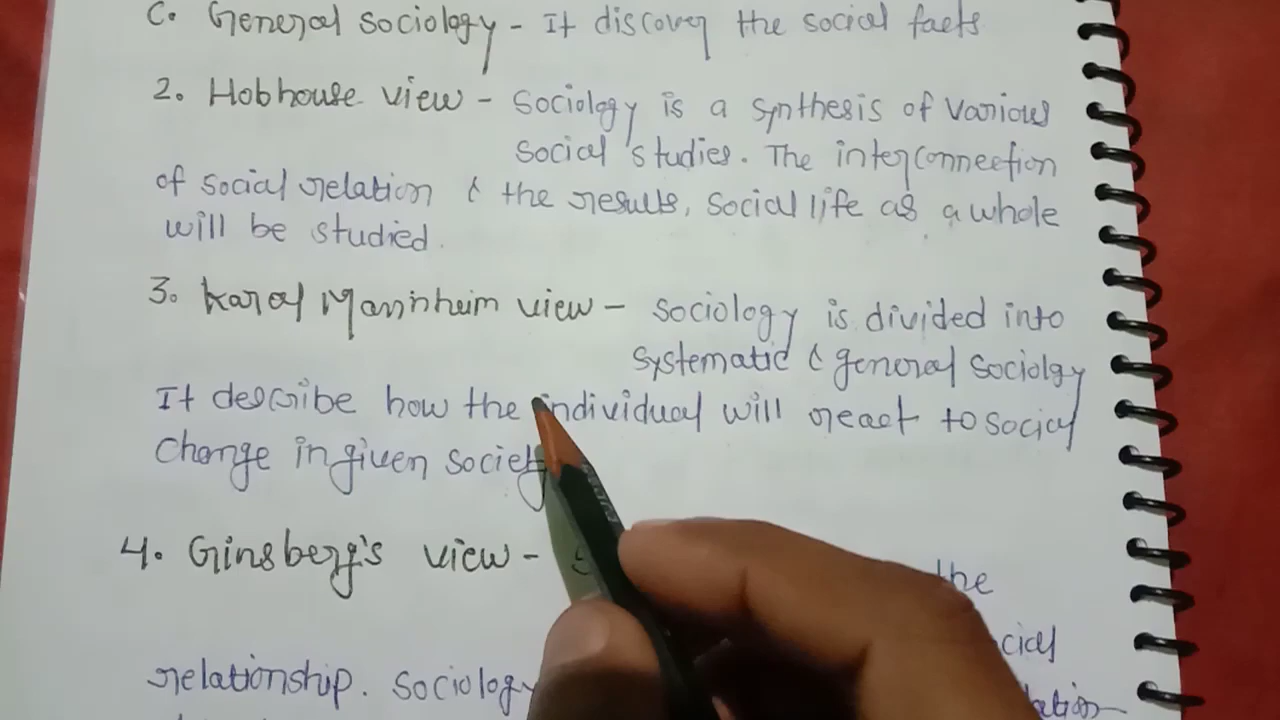 C. General sociology - It discover the social facts
2. Hobhouse view - Sociology is a synthesis of various
social studies. The interconnection
of social relation & the results, social life as a whole
will be studied.
3. Karal Mannheim view - Sociology is divided into
systematic & general sociolgy
It describe how the individual will react to social
change in given society
4. Ginsberg's view - the
relationship. Sociology